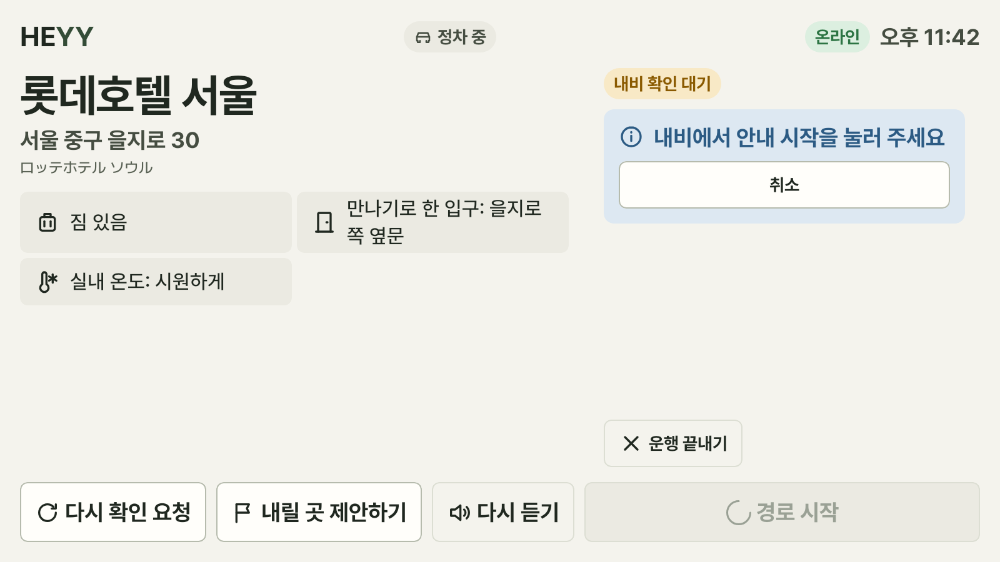 HEYY
정차 중
온라인
오후 11:42
롯데호텔 서울
서울 중구 을지로 30
ロッテホテル ソウル
짐 있음
만나기로 한 입구: 을지로
쪽 옆문
실내 온도: 시원하게
내비 확인 대기
내비에서 안내 시작을 눌러 주세요
취소
운행 끝내기
다시 확인 요청
내릴 곳 제안하기
다시 듣기
경로 시작